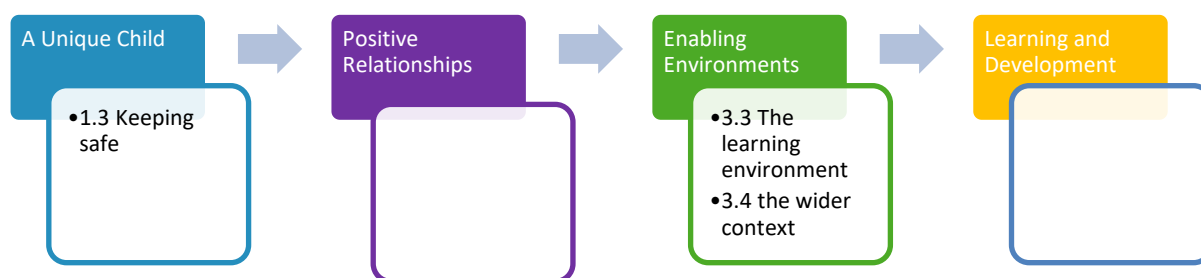 A Unique Child
•1.3 Keeping
safe
Positive
Relationships
Enabling
Environments
•3.3 The
learning
environment
•3.4 the wider
context
Learning and
Development